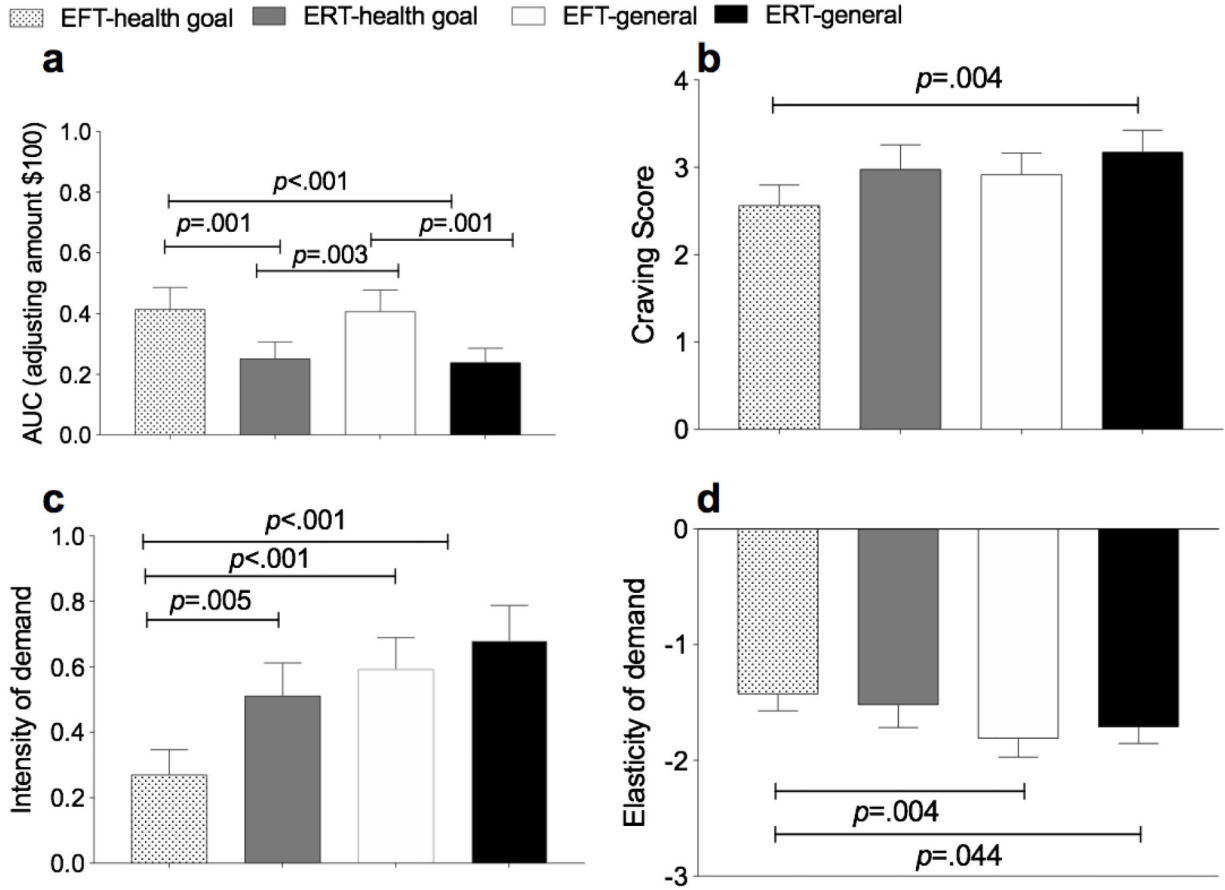 EFT-health goal ERT-health goal EFT-general ERT-general
a
AUC (adjusting amount $100)
1.0
0.8
0.6
0.4
0.2
0.0
p<.001
p=.001
p=.001
p=.003
b
Craving Score
4
3
2
1
0
p=.004
c
Intensity of demand
1.0
0.8
0.6
0.4
0.2
0.0
p<.001
p<.001
p=.005
d
Elasticity of demand
0
-1
-2
-3
p=.004
p=.044